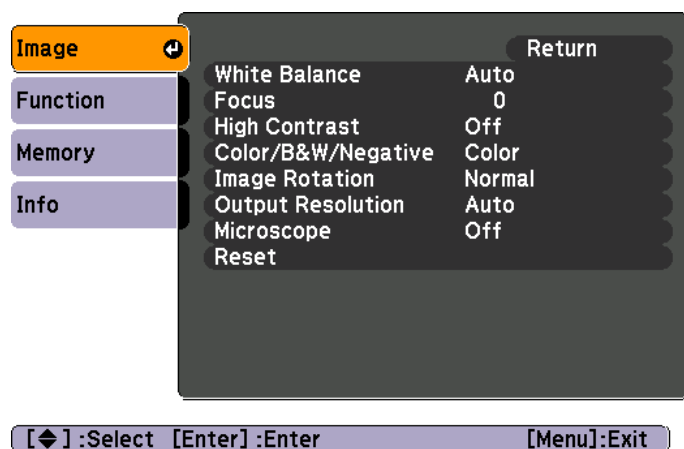 Image
Function
Memory
Info
Return
White Balance Auto
Focus 0
High Contrast Off
Color/B&W/Negative Color
Image Rotation Normal
Output Resolution Auto
Microscope Off
Reset
[◆] :Select [Enter] :Enter [Menu]:Exit